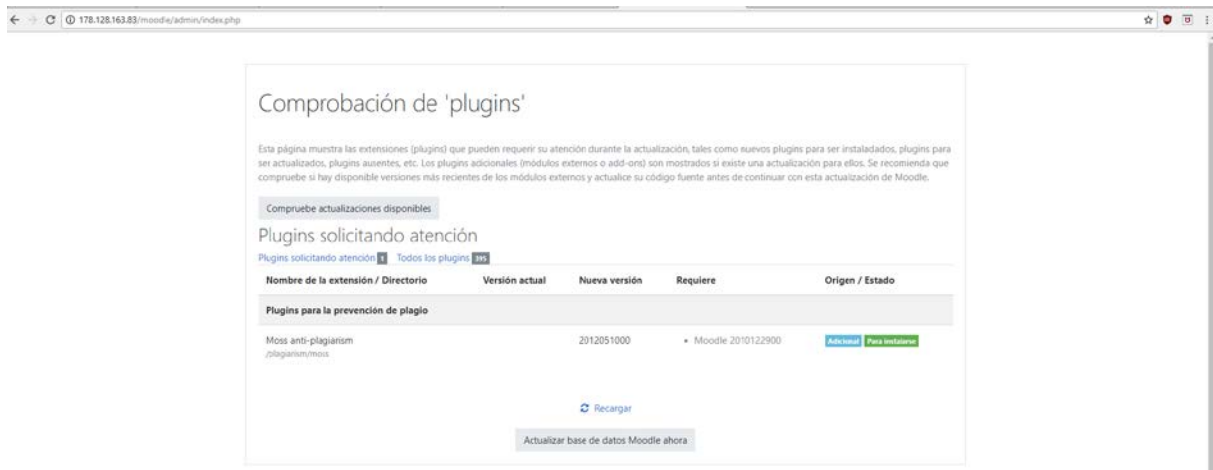 178.128.163.83/moodle/admin/index.php
Comprobación de 'plugins'
Esta página muestra las extensiones (plugins) que pueden requerir su atención durante la actualización, tales como nuevos plugins para ser instaladados, plugins para
ser actualizados, plugins ausentes, etc. Los plugins adicionales (módulos externos o add-ons) son mostrados si existe una actualización para ellos. Se recomienda que
compruebe si hay disponible versiones más recientes de los módulos externos y actualice su código fuente antes de continuar con esta actualización de Moodle.
Compruebe actualizaciones disponibles
Plugins solicitando atención
Plugins solicitando atención 1 Todos los plugins 395
Nombre de la extensión / Directorio Versión actual Nueva versión Requiere Origen / Estado
Plugins para la prevención de plagio
Moss anti-plagiarism 2012051000 • Moodle 2010122900 Adicional Para instalarse
/plagiarism/moss
Recargar
Actualizar base de datos Moodle ahora